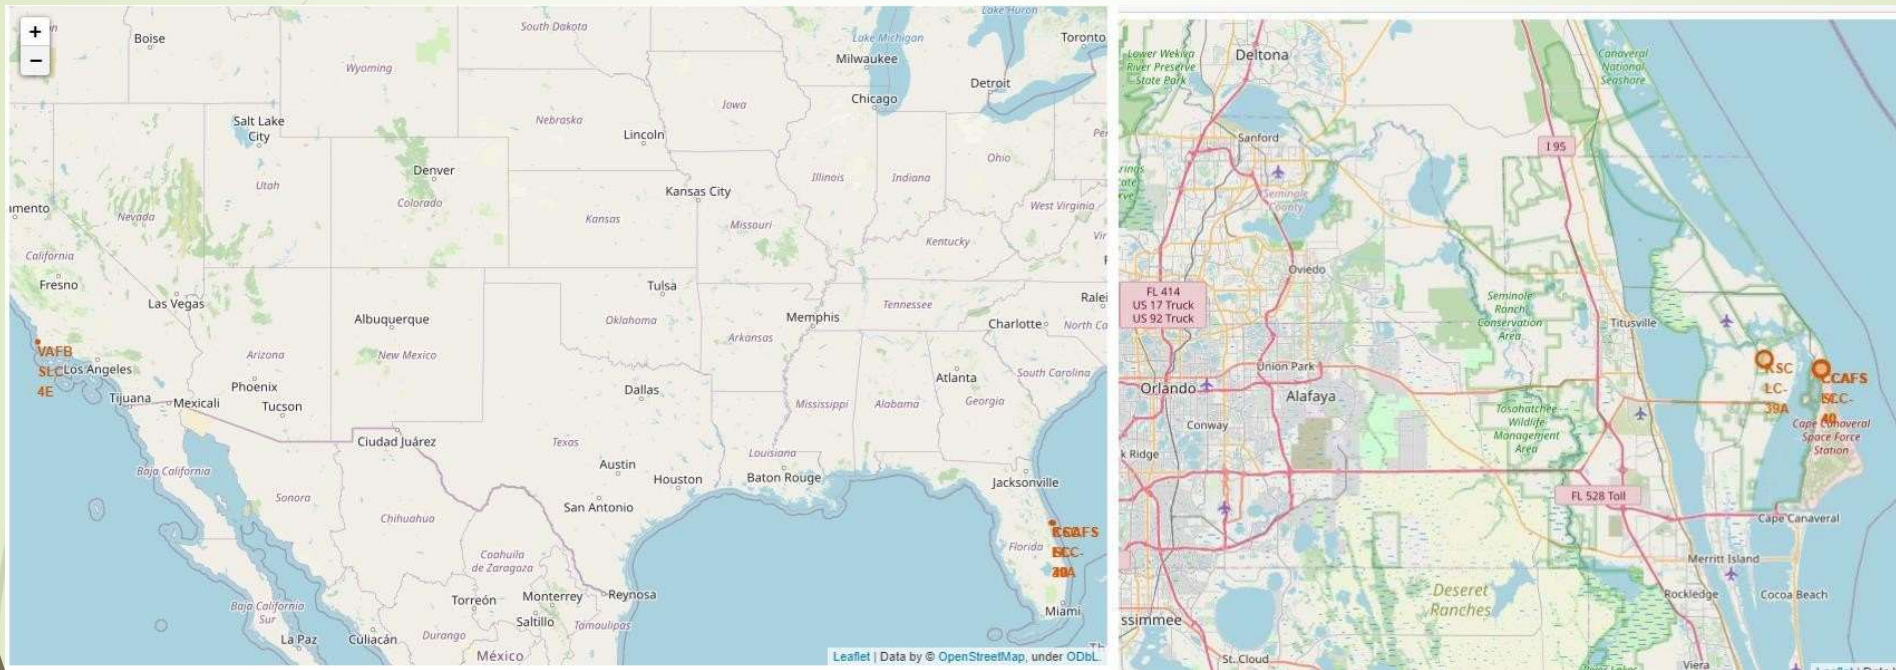 +
−
Boise
South Dakota
Lake Huron
Toronto
Lake Michigan
Milwaukee
Wyoming
Detroit
Chicago
Iowa
Salt Lake
City
Nebraska
Lincoln
Ohio
Denver
Utah
Illinois
Indiana
Kansas City
Colorado
West Virginia
Nevada
Kansas
Missouri
Kentucky
California
Fresno
Las Vegas
Tulsa
Albuquerque
Oklahoma
Memphis
Tennessee
Charlotte
North Ca
Ralei
Arkansas
VAFB
SLC
4E
Los Angeles
Arizona
New Mexico
Phoenix
Atlanta
South Carolina
Tucson
Dallas
Tijuana
Mexicali
Mississippi
Alabama
Georgia
Ciudad Juárez
Texas
Louisiana
Baja California
Austin
Houston
Baton Rouge
Jacksonville
Sonora
San Antonio
Chihuahua
Florida
Coahuila
de Zaragoza
Torreón
Monterrey
Reynosa
Saltillo
Miami
Baja California
Sur
Tamaulipas
La Paz
Culiacán
Durango
México
Leaflet | Data by © OpenStreetMap, under ODbL.
Lower Wekiva
River Preserve
State Park
Deltona
Canaveral
National
Seashore
Sanford
I 95
Seminole
County
Oviedo
FL 414
US 17 Truck
US 92 Truck
Seminole
Ranch
Conservation
Area
Titusville
Union Park
KSC
LC-
39A
CCAFS
Orlando
Alafaya
Conway
Tosohatchee
Wildlife
Management
Area
Cape Canaveral
Space Force
Station
k Ridge
FL 528 Toll
Cape Canaveral
Merritt Island
Deseret
Ranches
Rockledge
Cocoa Beach
ssimmee
St. Cloud
Viera